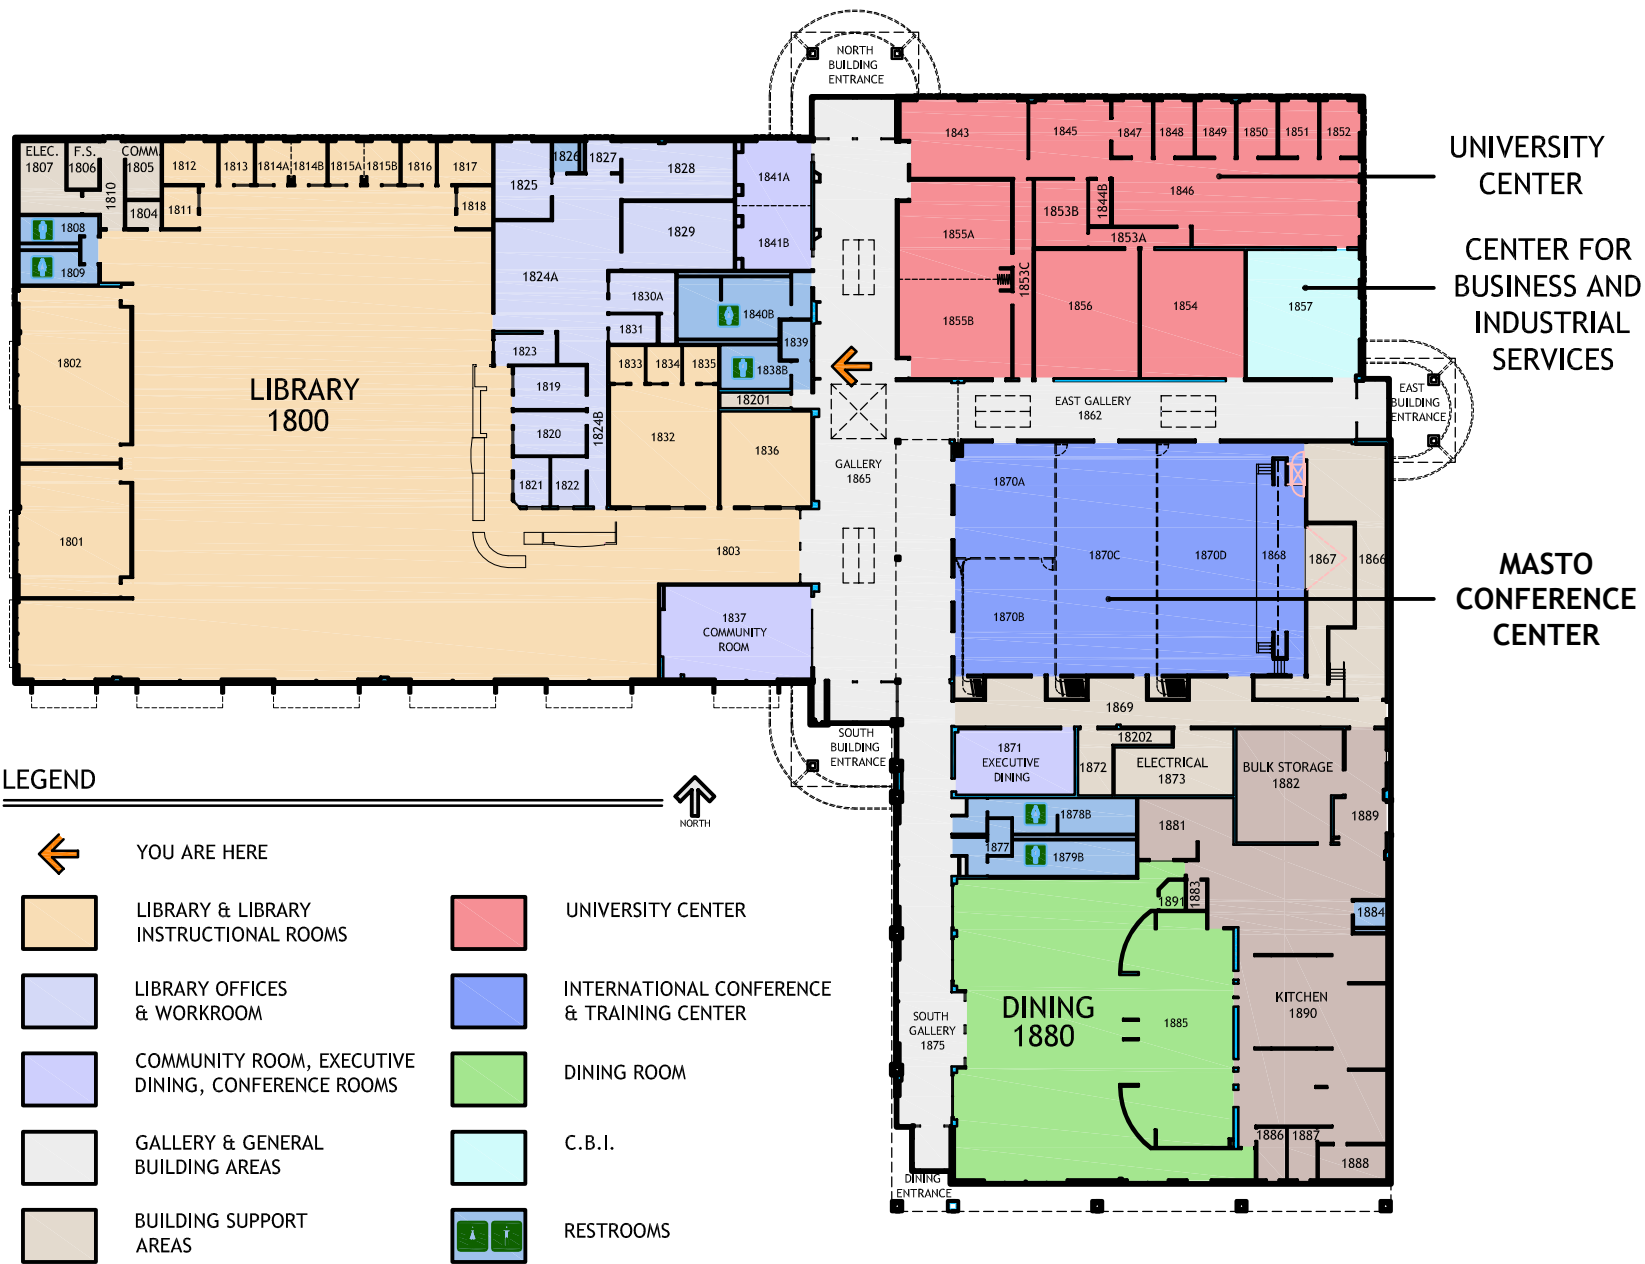 NORTH
BUILDING
ENTRANCE
ELEC.
1807
F.S.
1806
COMM.
1805
1810
1804
1812
1813
1814A
1814B
1815A
1815B
1816
1817
1811
1818
1808
1809
1825
1826
1827
1828
1829
1841A
1841B
1824A
1830A
1831
1840B
1839
1838B
1823
1819
1820
1821
1822
1824B
1833
1834
1835
18201
1832
1836
1802
1801
LIBRARY
1800
1803
1837
COMMUNITY
ROOM
GALLERY
1865
1843
1845
1847
1848
1849
1850
1851
1852
1846
1844B
1853B
1853A
1853C
1855A
1855B
1856
1854
1857
UNIVERSITY
CENTER
CENTER FOR
BUSINESS AND
INDUSTRIAL
SERVICES
EAST GALLERY
1862
EAST
BUILDING
ENTRANCE
1870A
1870B
1870C
1870D
1868
1867
1866
MASTO
CONFERENCE
CENTER
1869
SOUTH
BUILDING
ENTRANCE
1871
EXECUTIVE
DINING
18202
1872
ELECTRICAL
1873
BULK STORAGE
1882
1889
1878B
1877
1879B
1881
1883
1891
1884
DINING
1880
1885
KITCHEN
1890
SOUTH
GALLERY
1875
1886
1887
1888
DINING
ENTRANCE
LEGEND
NORTH
YOU ARE HERE
LIBRARY & LIBRARY
INSTRUCTIONAL ROOMS
LIBRARY OFFICES
& WORKROOM
COMMUNITY ROOM, EXECUTIVE
DINING, CONFERENCE ROOMS
GALLERY & GENERAL
BUILDING AREAS
BUILDING SUPPORT
AREAS
UNIVERSITY CENTER
INTERNATIONAL CONFERENCE
& TRAINING CENTER
DINING ROOM
C.B.I.
RESTROOMS